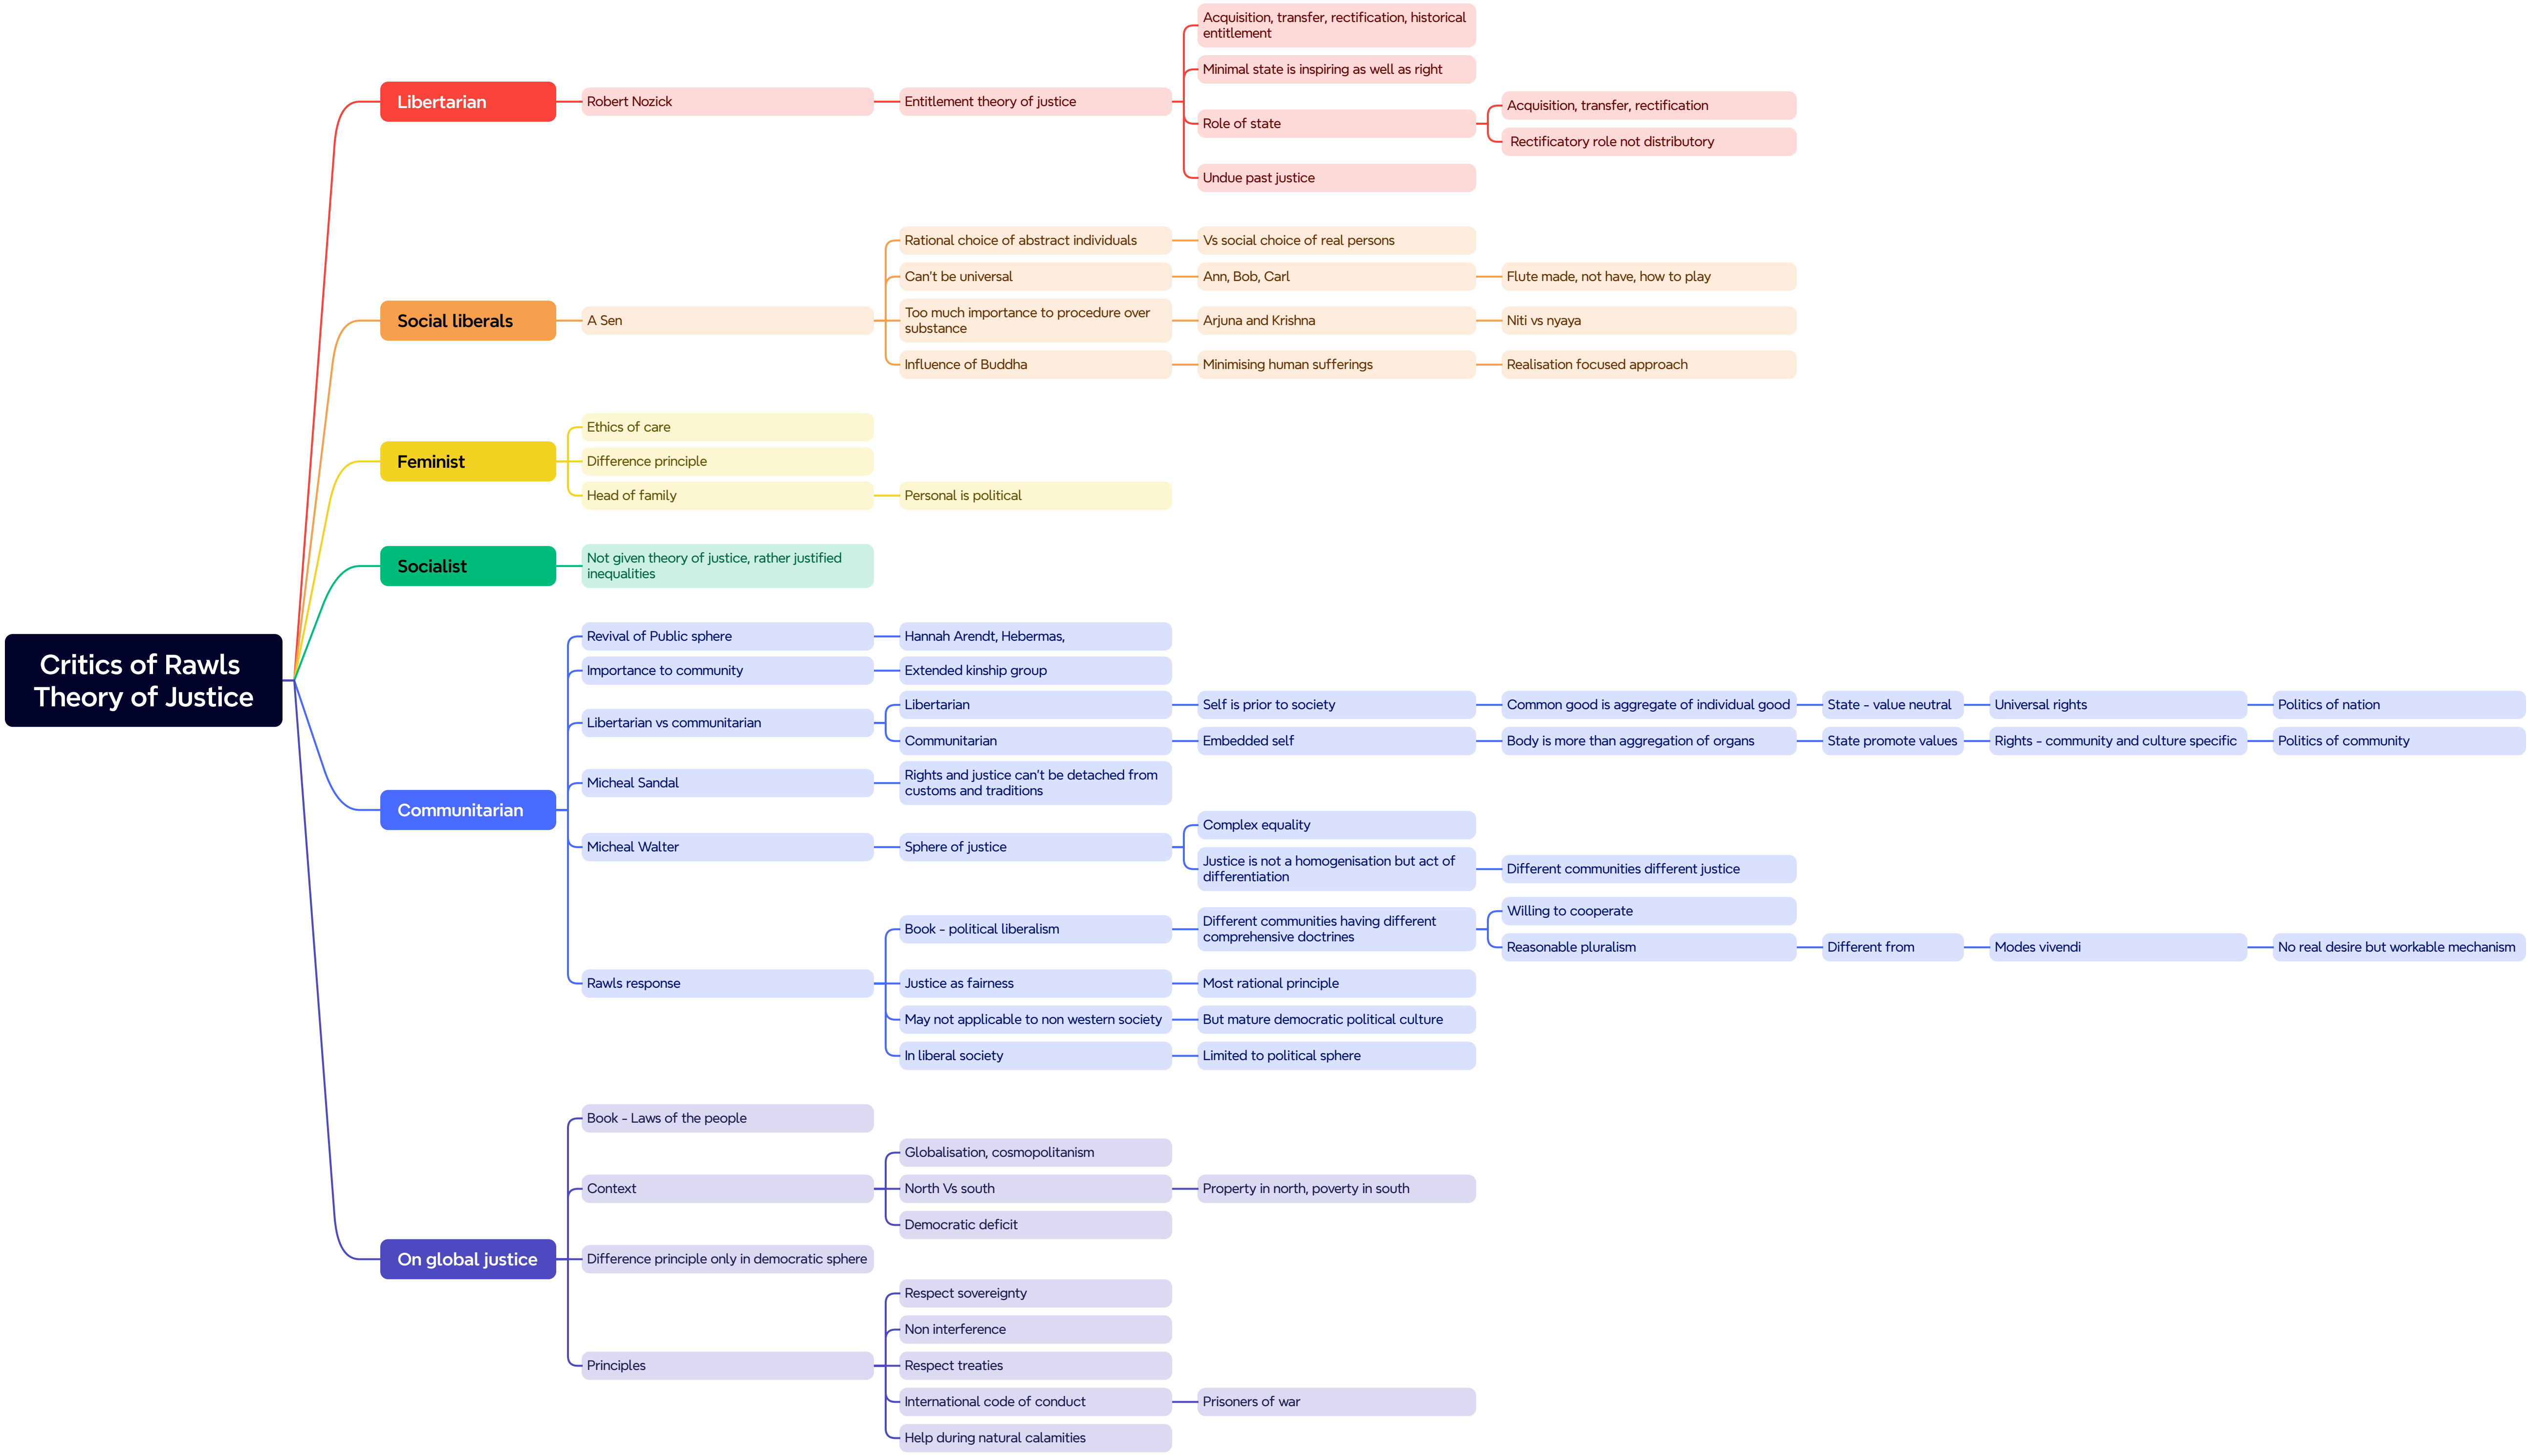 Critics of Rawls
Theory of Justice
Libertarian
Robert Nozick
Entitlement theory of justice
Acquisition, transfer, rectification, historical
entitlement
Minimal state is inspiring as well as right
Role of state
Acquisition, transfer, rectification
Rectificatory role not distributory
Undue past justice
Social liberals
A Sen
Rational choice of abstract individuals
Vs social choice of real persons
Can't be universal
Ann, Bob, Carl
Flute made, not have, how to play
Too much importance to procedure over
substance
Arjuna and Krishna
Niti vs nyaya
Influence of Buddha
Minimising human sufferings
Realisation focused approach
Feminist
Ethics of care
Difference principle
Head of family
Personal is political
Socialist
Not given theory of justice, rather justified
inequalities
Communitarian
Revival of Public sphere
Hannah Arendt, Hebermas,
Importance to community
Extended kinship group
Libertarian vs communitarian
Libertarian
Self is prior to society
Common good is aggregate of individual good
State - value neutral
Universal rights
Politics of nation
Communitarian
Embedded self
Body is more than aggregation of organs
State promote values
Rights - community and culture specific
Politics of community
Micheal Sandal
Rights and justice can't be detached from
customs and traditions
Micheal Walter
Sphere of justice
Complex equality
Justice is not a homogenisation but act of
differentiation
Different communities different justice
Rawls response
Book - political liberalism
Different communities having different
comprehensive doctrines
Willing to cooperate
Reasonable pluralism
Different from
Modes vivendi
No real desire but workable mechanism
Justice as fairness
Most rational principle
May not applicable to non western society
But mature democratic political culture
In liberal society
Limited to political sphere
On global justice
Book - Laws of the people
Context
Globalisation, cosmopolitanism
North Vs south
Property in north, poverty in south
Democratic deficit
Difference principle only in democratic sphere
Principles
Respect sovereignty
Non interference
Respect treaties
International code of conduct
Prisoners of war
Help during natural calamities